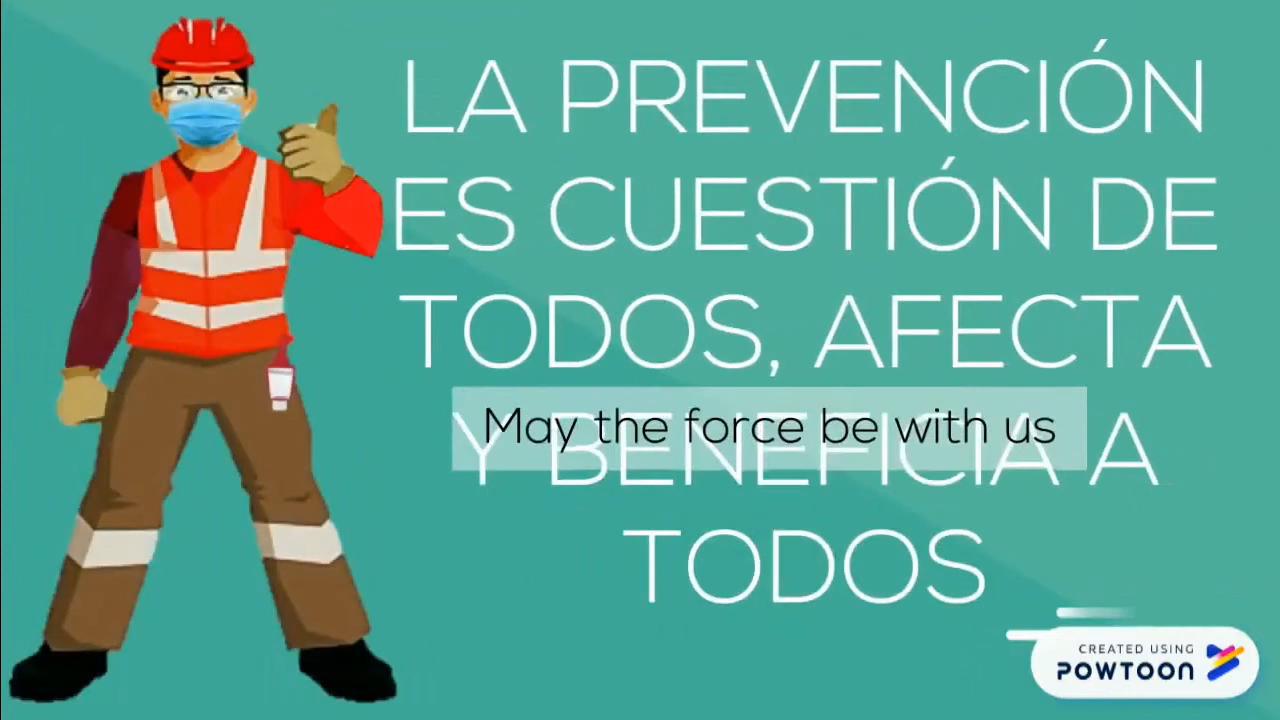 LA PREVENCIÓN
ES CUESTIÓN DE
TODOS, AFECTA
Y BENEFICIA A
May the force be with us
TODOS
CREATED USING
POWTOON